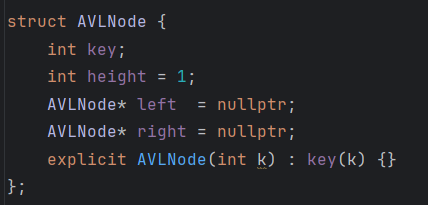 struct AVLNode {
    int key;
    int height = 1;
    AVLNode* left  = nullptr;
    AVLNode* right = nullptr;
    explicit AVLNode(int k) : key(k) {}
};